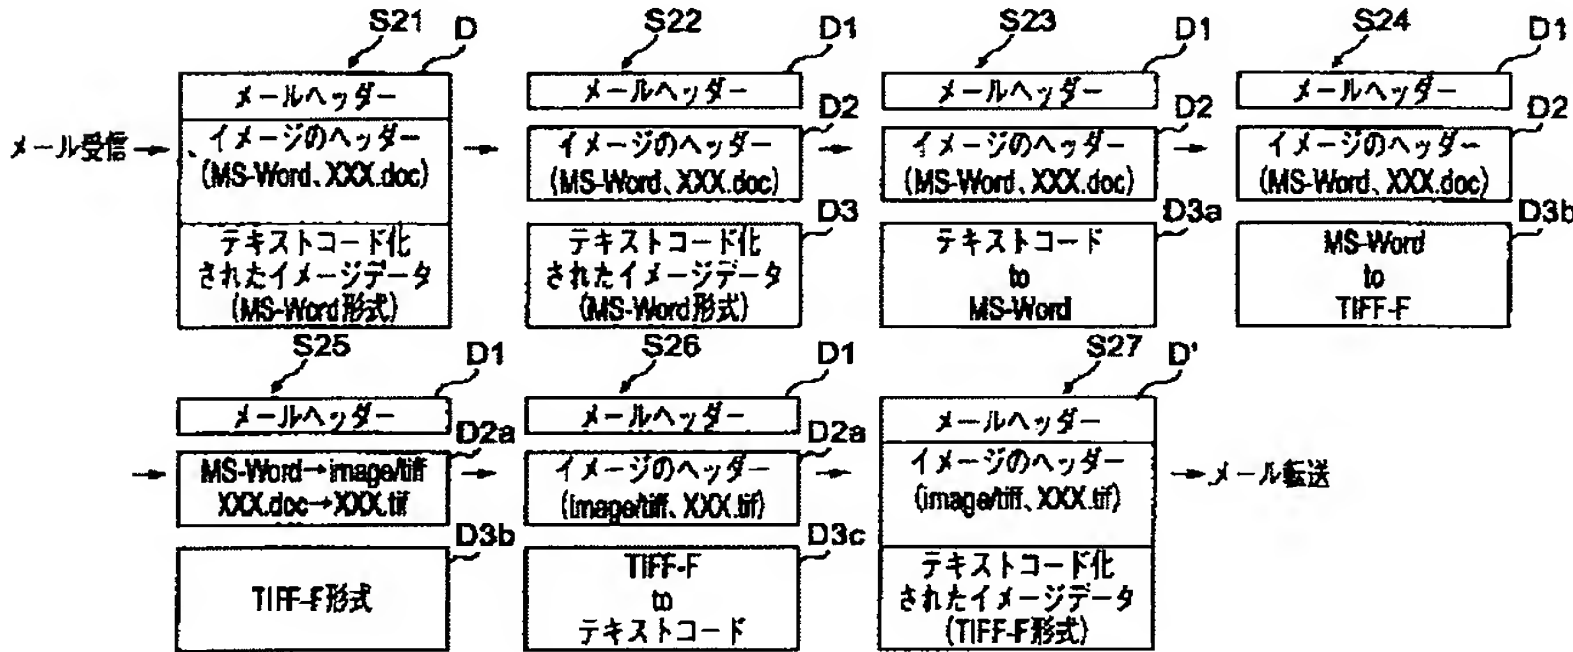 S21
D
メールヘッダー
イメージのヘッダー
(MS-Word、XXX.doc)
テキストコード化
されたイメージデータ
(MS-Word形式)
メール受信
S22
D1
メールヘッダー
D2
イメージのヘッダー
(MS-Word、XXX.doc)
D3
テキストコード化
されたイメージデータ
(MS-Word形式)
S23
D1
メールヘッダー
D2
イメージのヘッダー
(MS-Word、XXX.doc)
D3a
テキストコード
to
MS-Word
S24
D1
メールヘッダー
D2
イメージのヘッダー
(MS-Word、XXX.doc)
D3b
MS-Word
to
TIFF-F
S25
D1
メールヘッダー
D2a
MS-Word→image/tiff
XXX.doc→XXX.tif
D3b
TIFF-F形式
S26
D1
メールヘッダー
D2a
イメージのヘッダー
(image/tiff、XXX.tif)
D3c
TIFF-F
to
テキストコード
S27
D'
メールヘッダー
イメージのヘッダー
(image/tiff、XXX.tif)
テキストコード化
されたイメージデータ
(TIFF-F形式)
メール転送